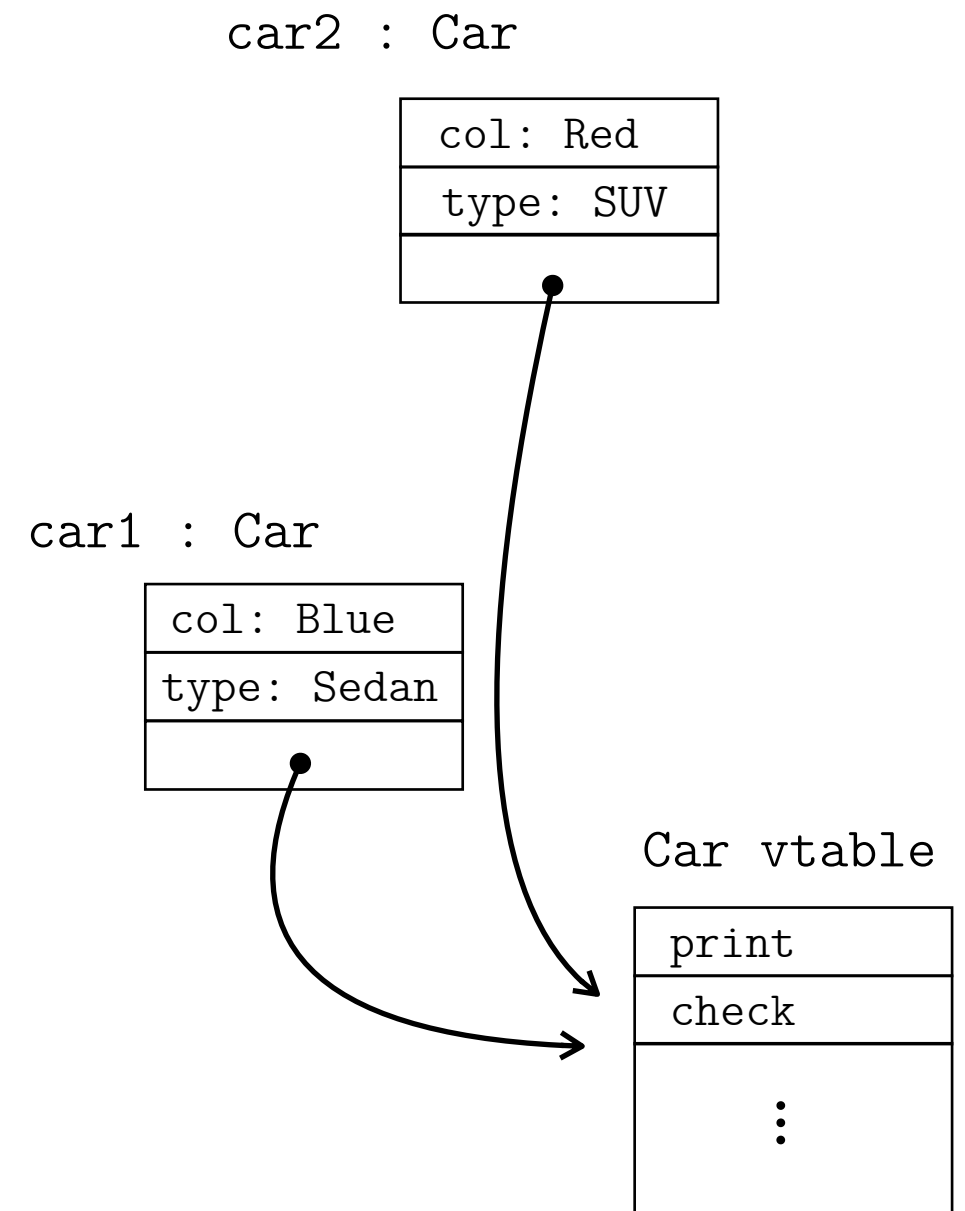 car2 : Car
col: Red
type: SUV
car1 : Car
col: Blue
type: Sedan
Car vtable
print
check
⋮